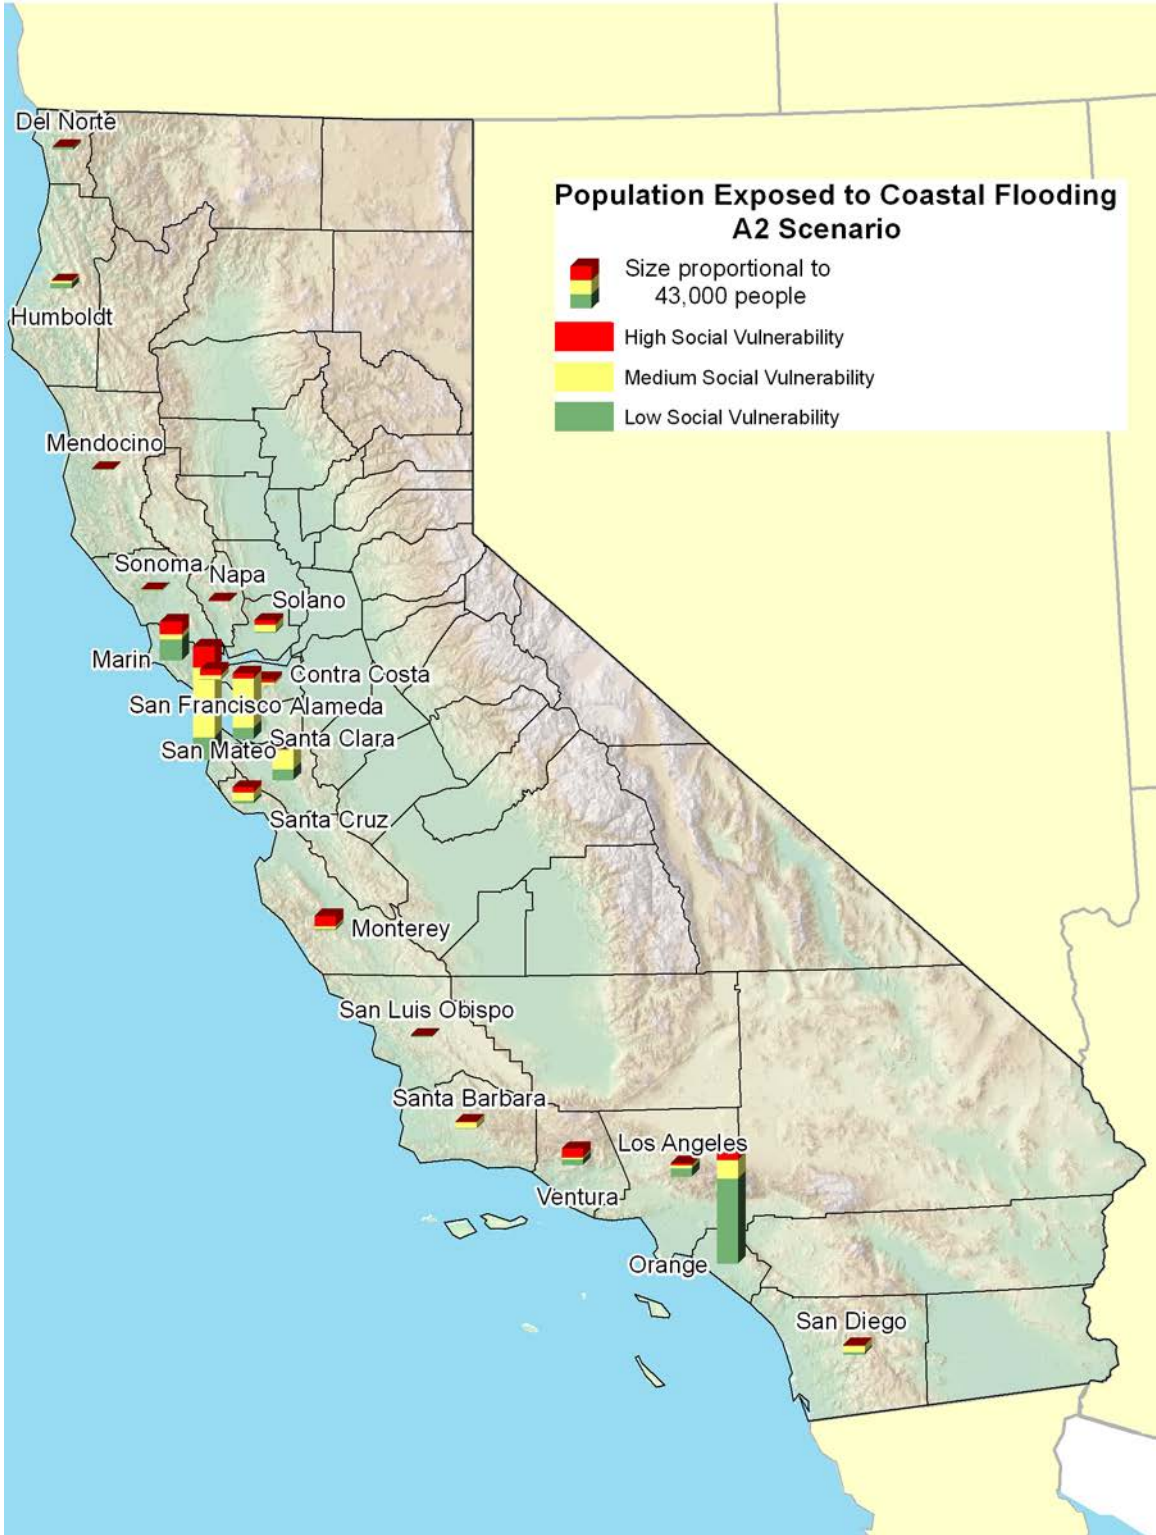 Del Norte
Population Exposed to Coastal Flooding
A2 Scenario
Size proportional to
43,000 people
High Social Vulnerability
Medium Social Vulnerability
Low Social Vulnerability
Humboldt
Mendocino
Sonoma
Napa
Solano
Marin
Contra Costa
San Francisco
Alameda
San Mateo
Santa Clara
Santa Cruz
Monterey
San Luis Obispo
Santa Barbara
Los Angeles
Ventura
Orange
San Diego